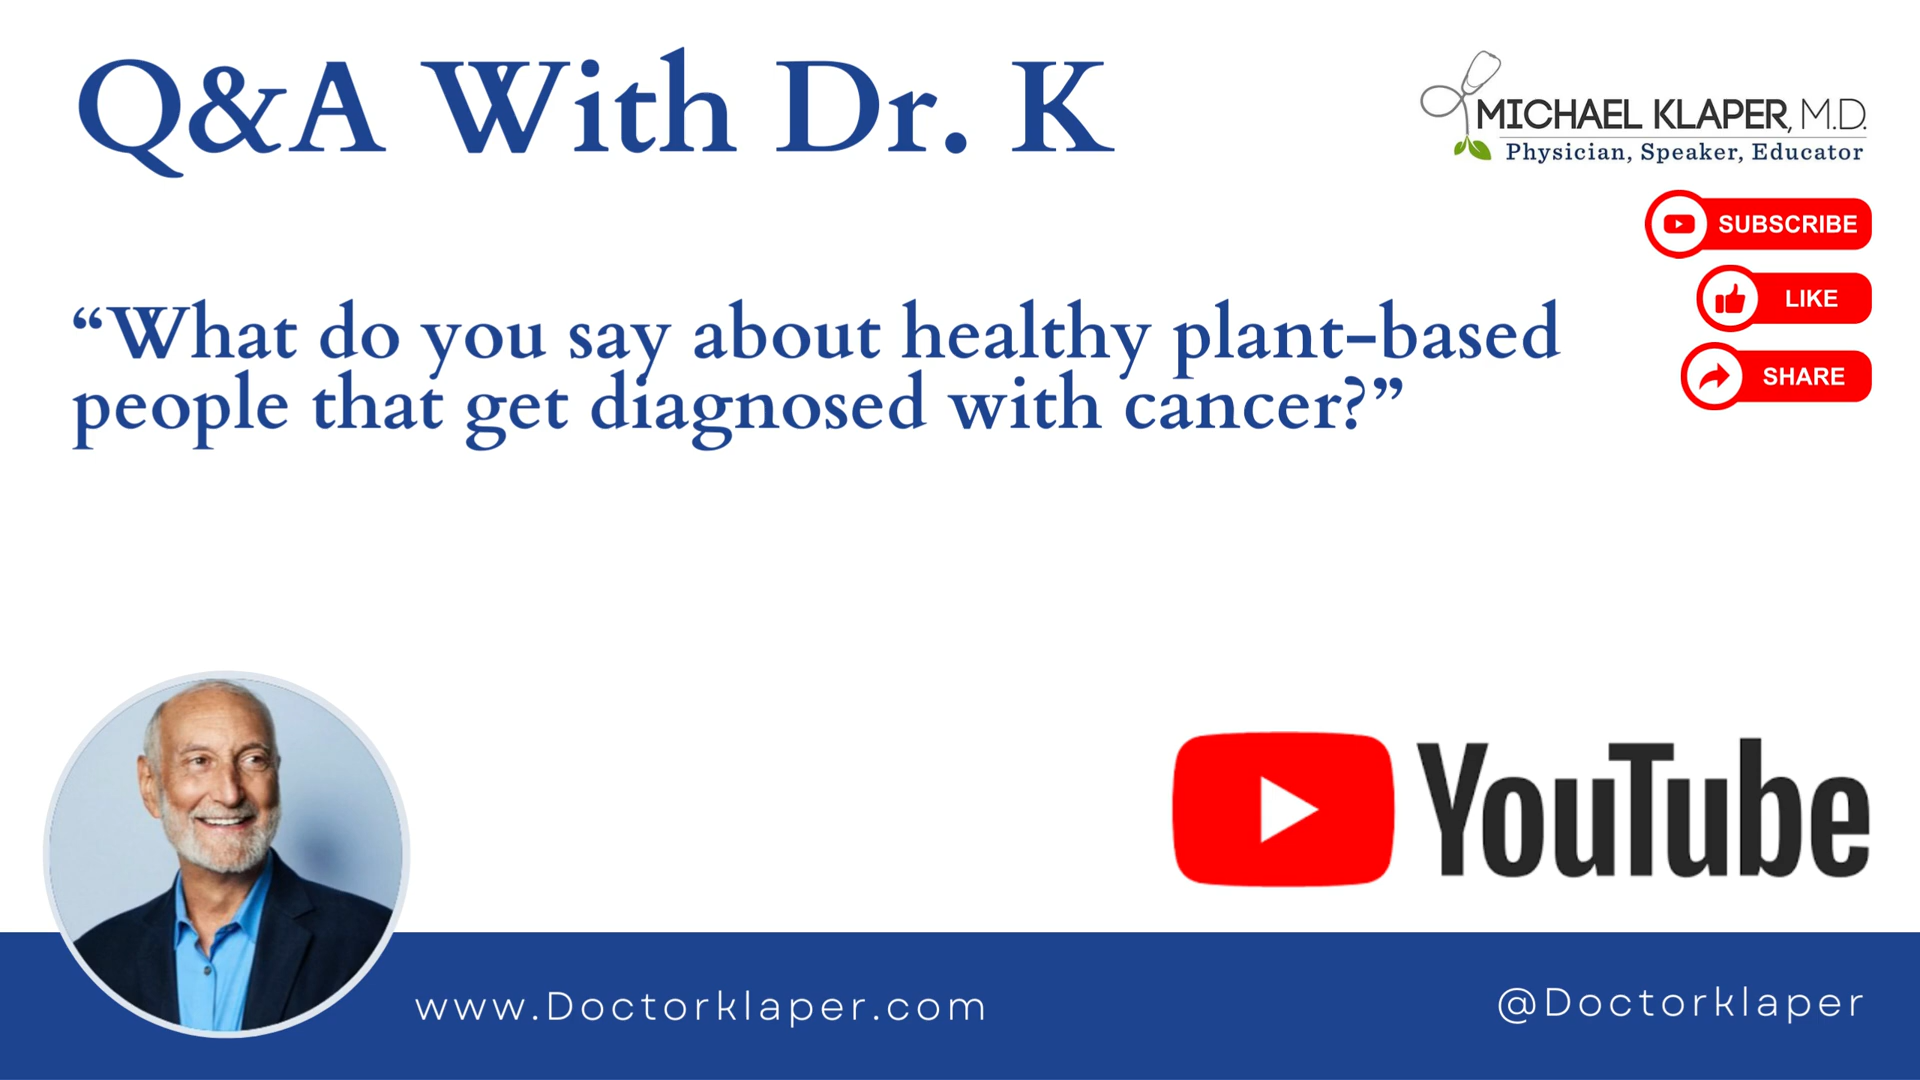 Q&A With Dr. K
MICHAEL KLAPER, M.D.
Physician, Speaker, Educator
SUBSCRIBE
LIKE
SHARE
“What do you say about healthy plant-based
people that get diagnosed with cancer?”
YouTube
www.Doctorklaper.com
@Doctorklaper